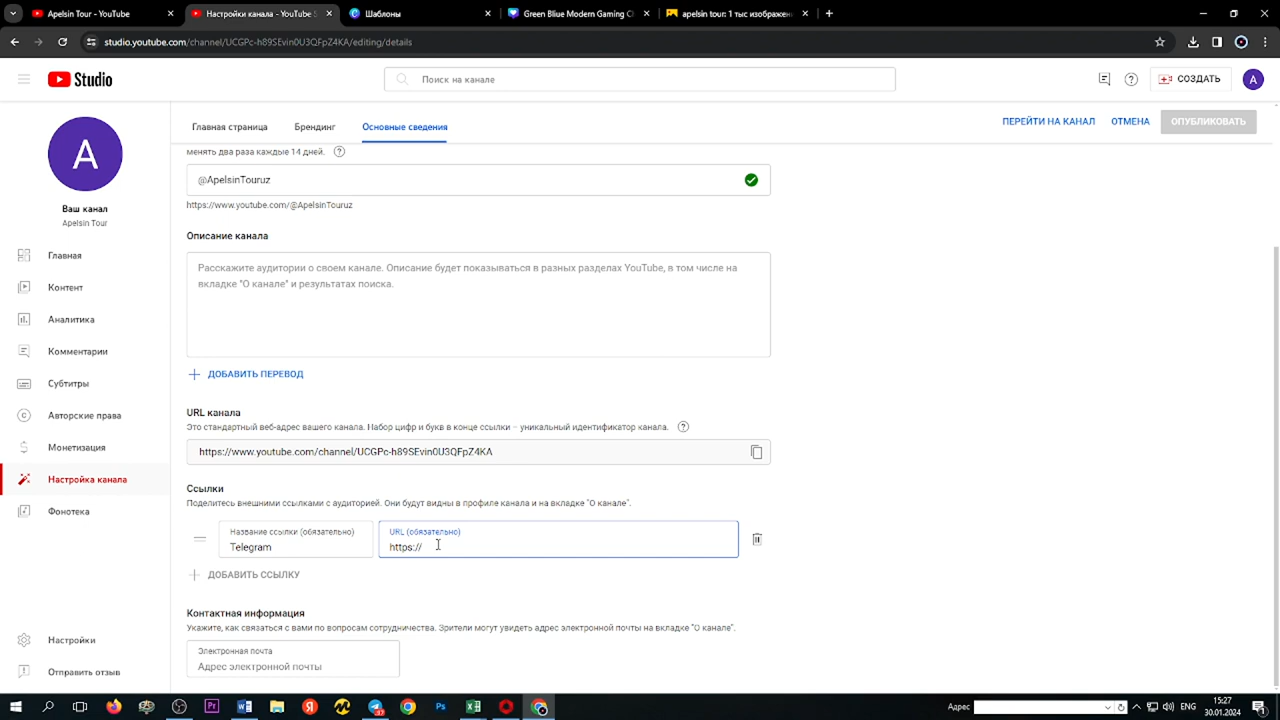 Apelsin Tour - YouTube
Настройки канала - YouTube S
Шаблоны
Green Blue Modern Gaming Ch
apelsin tour: 1 тыс изображен
studio.youtube.com/channel/UCGPc-h89SEvin0U3QFpZ4KA/editing/details
Studio
Поиск на канале
СОЗДАТЬ
A
A
Ваш канал
Apelsin Tour
Главная
Контент
Аналитика
Комментарии
Субтитры
Авторские права
Монетизация
Настройка канала
Фонотека
Настройки
Отправить отзыв
Главная страница
Брендинг
Основные сведения
ПЕРЕЙТИ НА КАНАЛ
ОТМЕНА
ОПУБЛИКОВАТЬ
менять два раза каждые 14 дней.
@ApelsinTouruz
https://www.youtube.com/@ApelsinTouruz
Описание канала
Расскажите аудитории о своем канале. Описание будет показываться в разных разделах YouTube, в том числе на
вкладке "О канале" и результатах поиска.
ДОБАВИТЬ ПЕРЕВОД
URL канала
Это стандартный веб-адрес вашего канала. Набор цифр и букв в конце ссылки – уникальный идентификатор канала.
https://www.youtube.com/channel/UCGPc-h89SEvin0U3QFpZ4KA
Ссылки
Поделитесь внешними ссылками с аудиторией. Они будут видны в профиле канала и на вкладке "О канале".
Название ссылки (обязательно)
Telegram
URL (обязательно)
https://
ДОБАВИТЬ ССЫЛКУ
Контактная информация
Укажите, как связаться с вами по вопросам сотрудничества. Зрители могут увидеть адрес электронной почты на вкладке "О канале".
Электронная почта
Адрес электронной почты
Адрес
ENG
15:27
30.01.2024